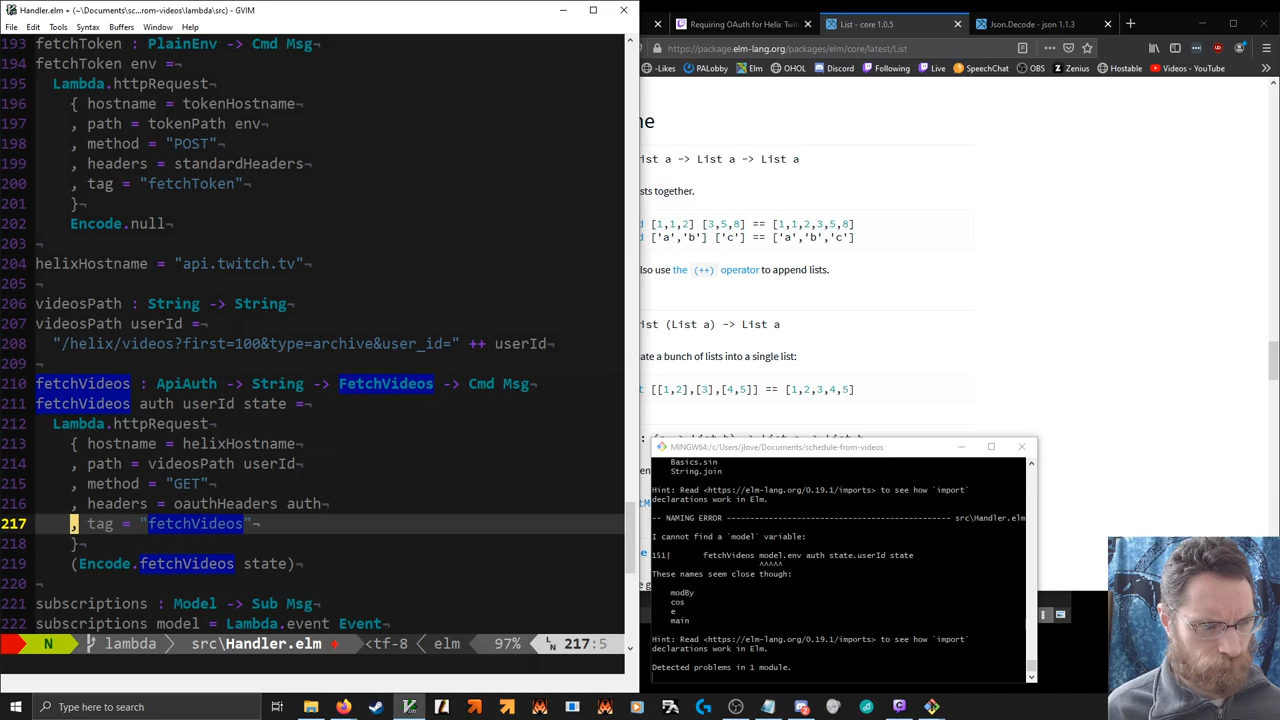 Handler.elm + (~\Documents\sc...rom-videos\lambda\src) - GVIM
File Edit Tools Syntax Buffers Window Help
193 fetchToken : PlainEnv -> Cmd Msg¬
194 fetchToken env =¬
195   Lambda.httpRequest¬
196     { hostname = tokenHostname¬
197     , path = tokenPath env¬
198     , method = "POST"¬
199     , headers = standardHeaders¬
200     , tag = "fetchToken"¬
201     }¬
202     Encode.null¬
203 ¬
204 helixHostname = "api.twitch.tv"¬
205 ¬
206 videosPath : String -> String¬
207 videosPath userId =¬
208   "/helix/videos?first=100&type=archive&user_id=" ++ userId¬
209 ¬
210 fetchVideos : ApiAuth -> String -> FetchVideos -> Cmd Msg¬
211 fetchVideos auth userId state =¬
212   Lambda.httpRequest¬
213     { hostname = helixHostname¬
214     , path = videosPath userId¬
215     , method = "GET"¬
216     , headers = oauthHeaders auth¬
217     , tag = "fetchVideos"¬
218     }¬
219     (Encode.fetchVideos state)¬
220 ¬
221 subscriptions : Model -> Sub Msg¬
222 subscriptions model = Lambda.event Event¬
N lambda src\Handler.elm + <tf-8 < elm 97% 217:5
Requiring OAuth for Helix Twi
List - core 1.0.5
Json.Decode - json 1.1.3
https://package.elm-lang.org/packages/elm/core/latest/List
-Likes PALobby Elm OHOL Discord Following Live SpeechChat OBS Zenius Hostable Videos - YouTube
ne
ist a -> List a -> List a
sts together.
d [1,1,2] [3,5,8] == [1,1,2,3,5,8]
d ['a','b'] ['c'] == ['a','b','c']
lso use the (++) operator to append lists.
ist (List a) -> List a
ate a bunch of lists into a single list:
t [[1,2],[3],[4,5]] == [1,2,3,4,5]
MINGW64:/c/Users/jlove/Documents/schedule-from-videos
Basics.sin
String.join
Hint: Read <https://elm-lang.org/0.19.1/imports> to see how `import`
declarations work in Elm.
-- NAMING ERROR --------------------------------------------- src\Handler.elm
I cannot find a `model` variable:
151|       fetchVideos model.env auth state.userId state
^^^^^
These names seem close though:
modBy
cos
e
main
Hint: Read <https://elm-lang.org/0.19.1/imports> to see how `import`
declarations work in Elm.
Detected problems in 1 module.
Type here to search